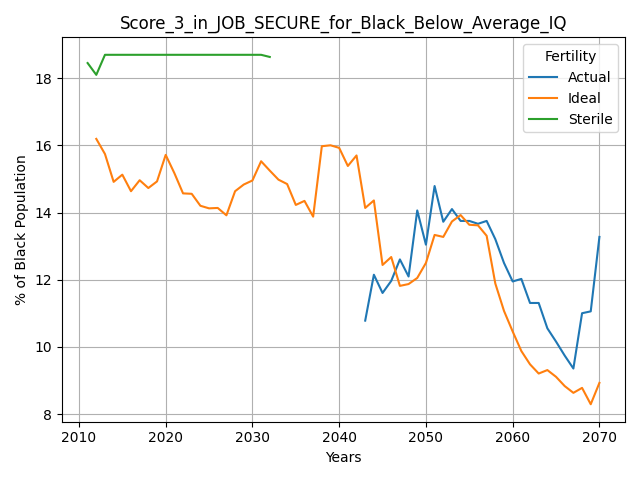 Score_3_in_JOB_SECURE_for_Black_Below_Average_IQ
Fertility
Actual
Ideal
Sterile
% of Black Population
18
16
14
12
10
8
2010 2020 2030 2040 2050 2060 2070
Years